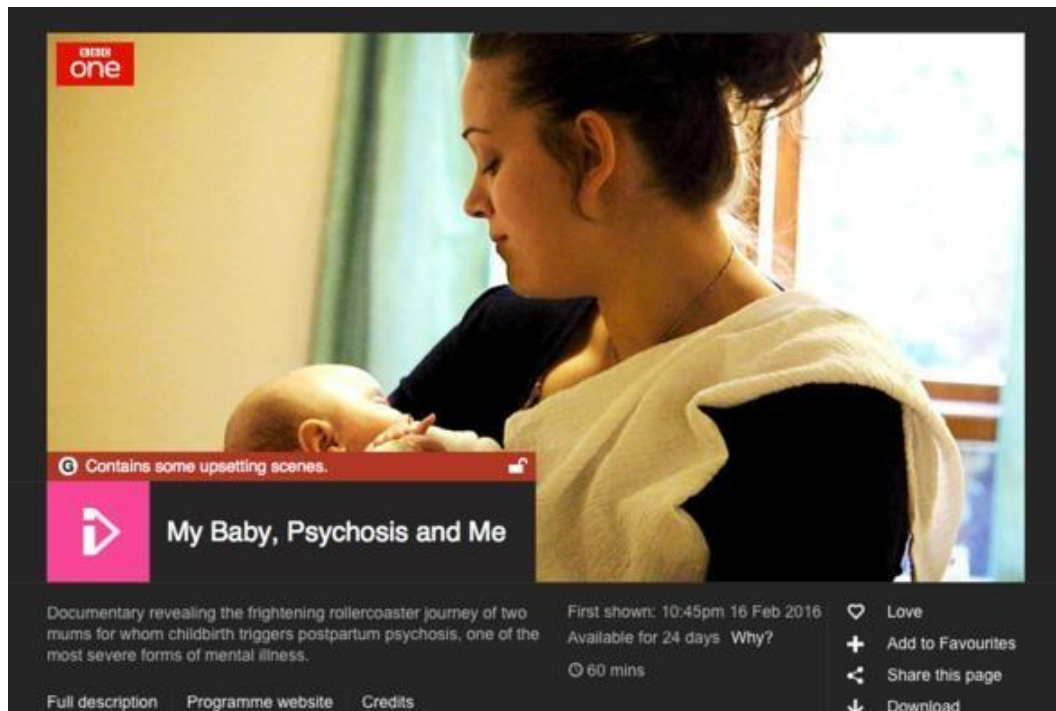 BBC
one
Contains some upsetting scenes.
My Baby, Psychosis and Me
Documentary revealing the frightening rollercoaster journey of two
mums for whom childbirth triggers postpartum psychosis, one of the
most severe forms of mental illness.
Full description Programme website Credits
First shown: 10:45pm 16 Feb 2016
Available for 24 days Why?
60 mins
Love
Add to Favourites
Share this page
Download